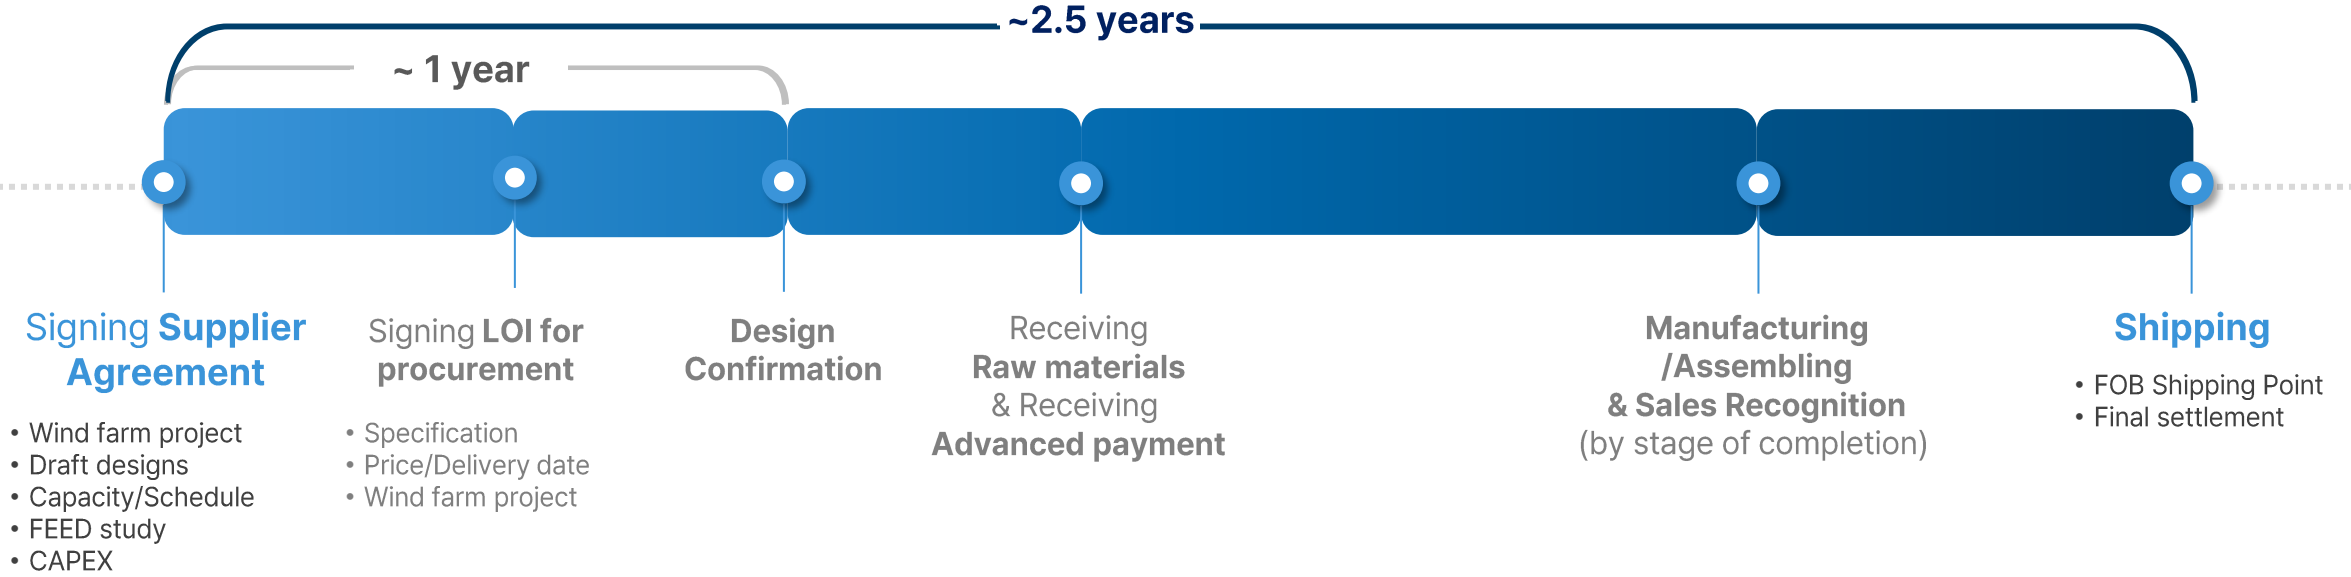 ~2.5 years
~ 1 year
Signing Supplier
Agreement
• Wind farm project
• Draft designs
• Capacity/Schedule
• FEED study
• CAPEX
Signing LOI for
procurement
• Specification
• Price/Delivery date
• Wind farm project
Design
Confirmation
Receiving
Raw materials
& Receiving
Advanced payment
Manufacturing
/Assembling
& Sales Recognition
(by stage of completion)
Shipping
• FOB Shipping Point
• Final settlement